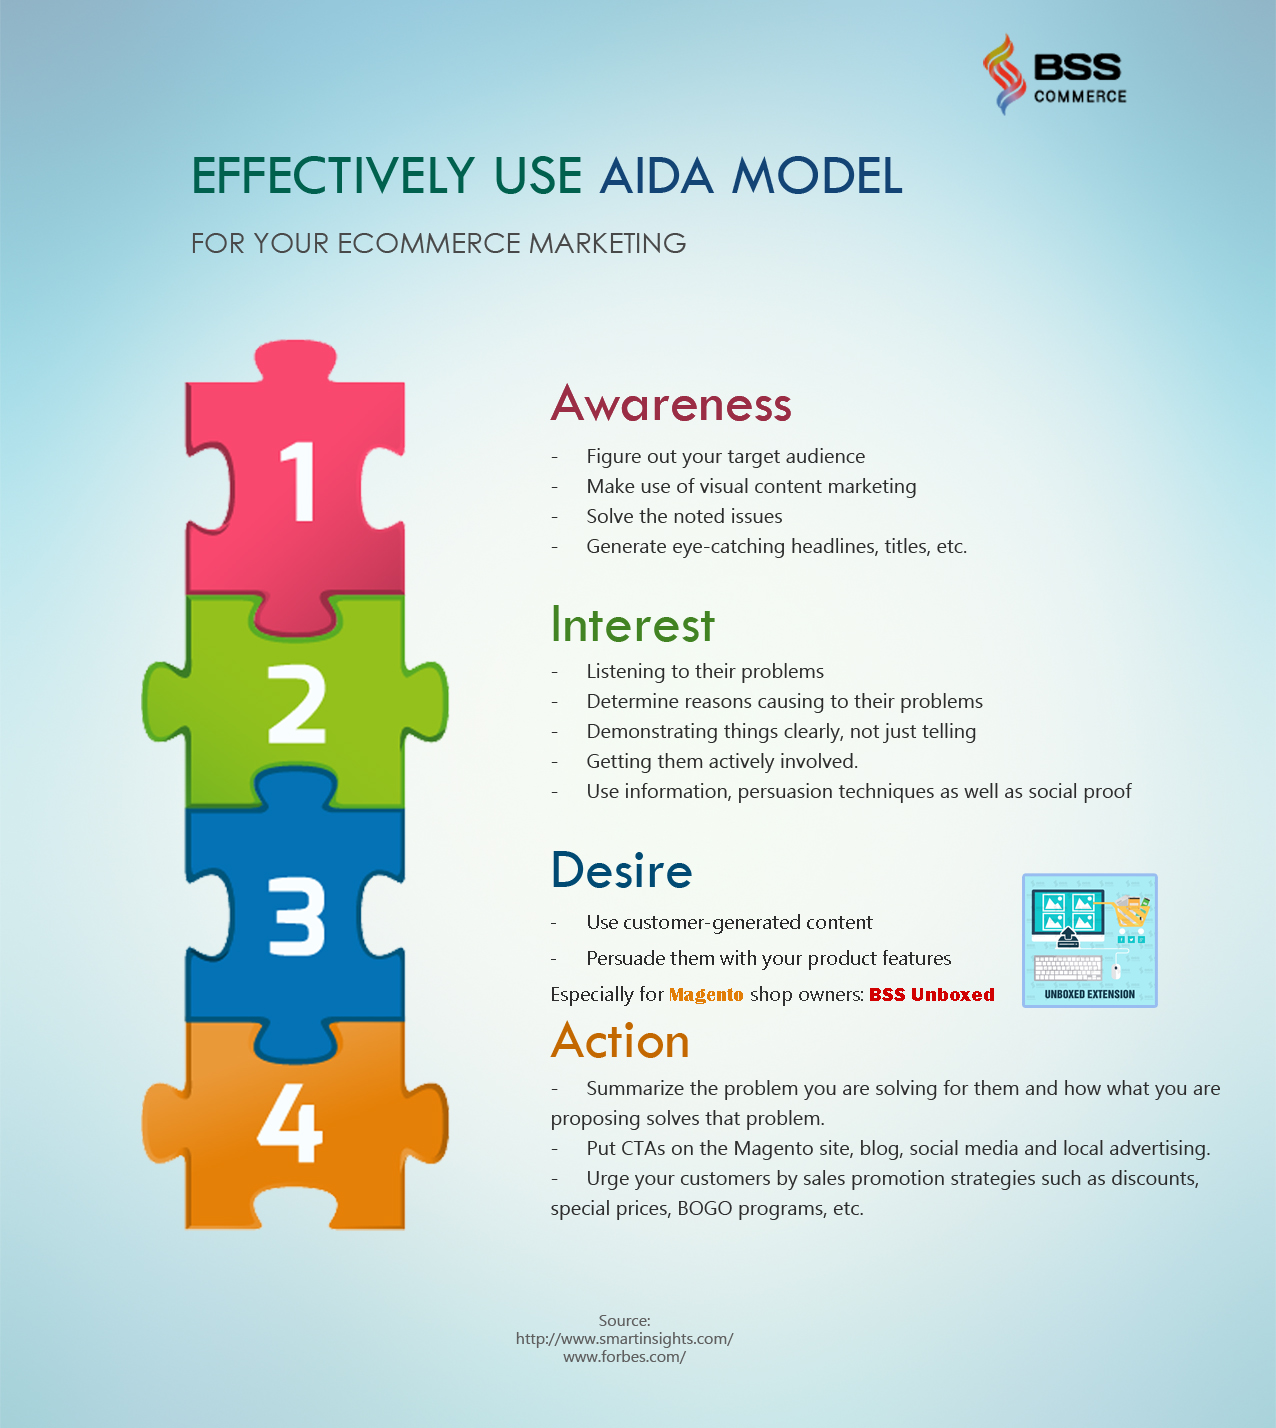 BSS
COMMERCE
EFFECTIVELY USE AIDA MODEL
FOR YOUR ECOMMERCE MARKETING
1
Awareness
- Figure out your target audience
- Make use of visual content marketing
- Solve the noted issues
- Generate eye-catching headlines, titles, etc.
2
Interest
- Listening to their problems
- Determine reasons causing to their problems
- Demonstrating things clearly, not just telling
- Getting them actively involved.
- Use information, persuasion techniques as well as social proof
3
Desire
- Use customer-generated content
- Persuade them with your product features
Especially for Magento shop owners: BSS Unboxed
UNBOXED EXTENSION
4
Action
- Summarize the problem you are solving for them and how what you are
proposing solves that problem.
- Put CTAs on the Magento site, blog, social media and local advertising.
- Urge your customers by sales promotion strategies such as discounts,
special prices, BOGO programs, etc.
Source:
http://www.smartinsights.com/
www.forbes.com/